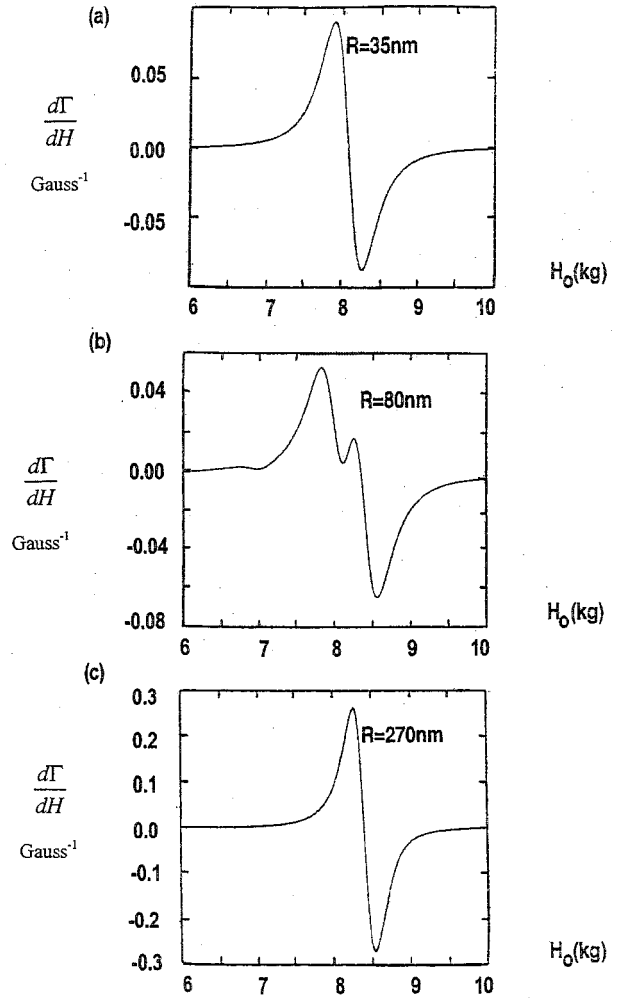 (a)
R=35nm
0.05
0.00
-0.05
dΓ
dH
Gauss-1
6 7 8 9 10
Ho(kg)
(b)
R=80nm
0.04
0.00
-0.04
-0.08
dΓ
dH
Gauss-1
6 7 8 9 10
Ho(kg)
(c)
R=270nm
0.3
0.2
0.1
0.0
-0.1
-0.2
-0.3
dΓ
dH
Gauss-1
6 7 8 9 10
Ho(kg)